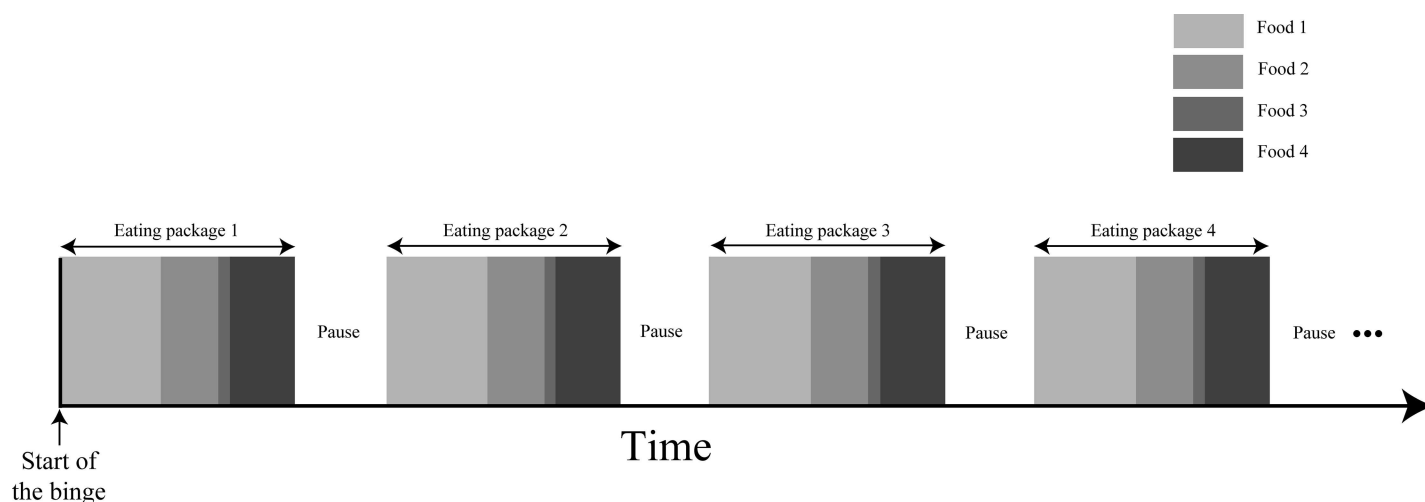 Food 1
Food 2
Food 3
Food 4
Eating package 1
Eating package 2
Eating package 3
Eating package 4
Pause
Pause
Pause
Pause •••
Time
Start of
the binge